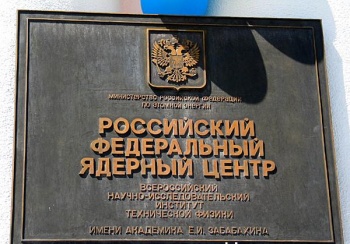 МИНИСТЕРСТВО РОССИЙСКОЙ ФЕДЕРАЦИИ
ПО АТОМНОЙ ЭНЕРГИИ
РОССИЙСКИЙ
ФЕДЕРАЛЬНЫЙ
ЯДЕРНЫЙ ЦЕНТР
ВСЕРОССИЙСКИЙ
НАУЧНО-ИССЛЕДОВАТЕЛЬСКИЙ
ИНСТИТУТ
ТЕХНИЧЕСКОЙ ФИЗИКИ
ИМЕНИ АКАДЕМИКА Е.И. ЗАБАБАХИНА